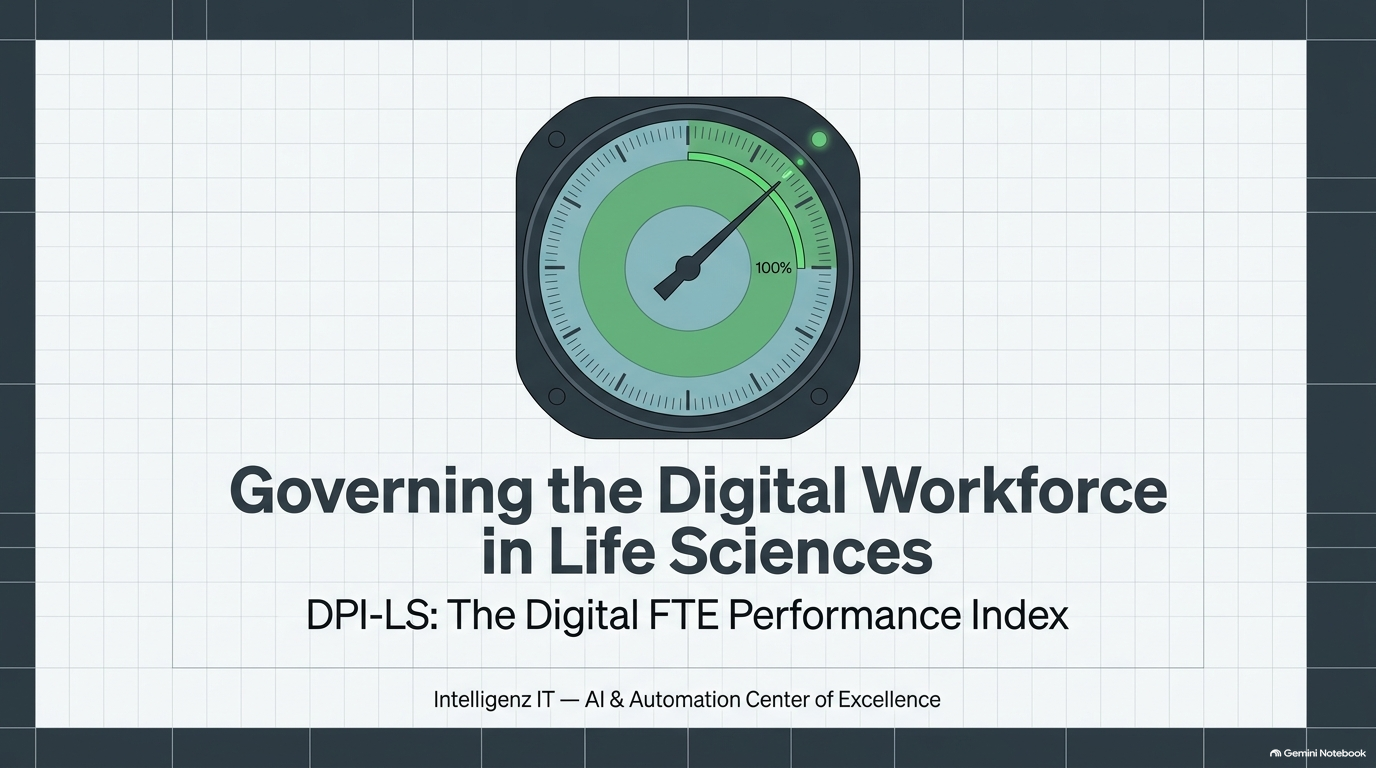 100%
Governing the Digital Workforce
in Life Sciences
DPI-LS: The Digital FTE Performance Index
Intelligenz IT — AI & Automation Center of Excellence
Gemini Notebook